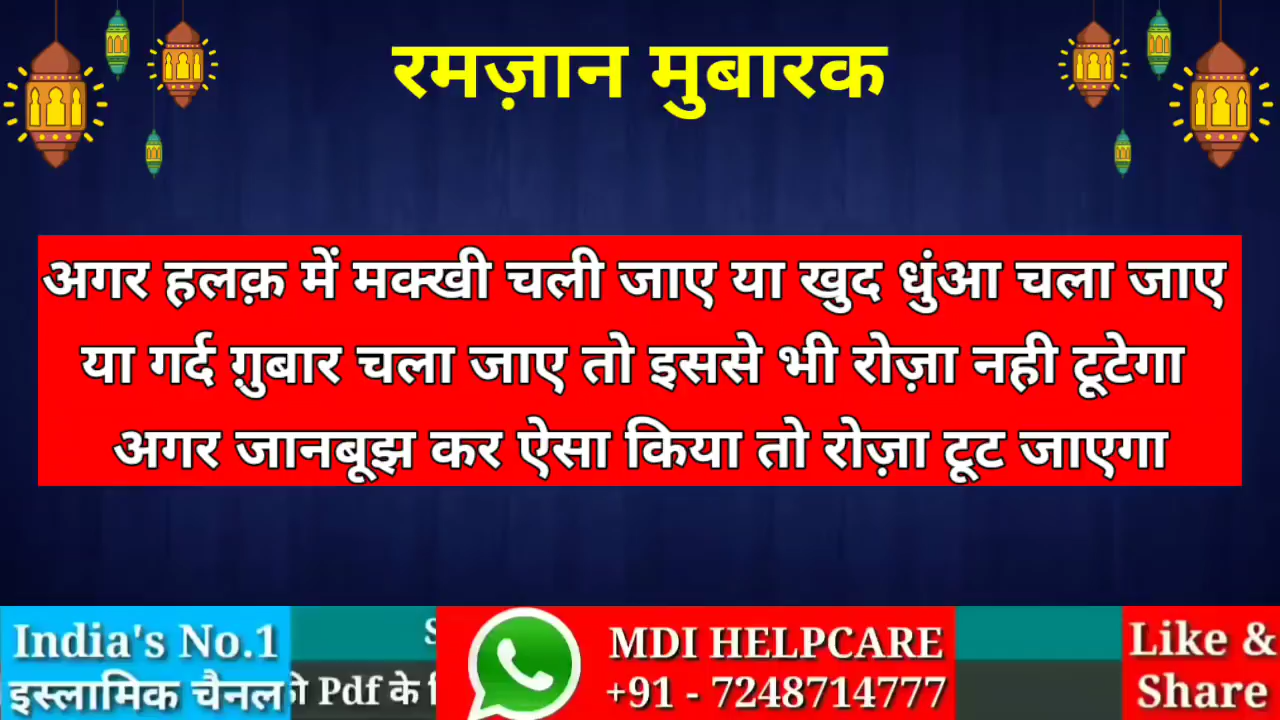 रमज़ान मुबारक
अगर हलक़ में मक्खी चली जाए या खुद धुंआ चला जाए
या गर्द ग़ुबार चला जाए तो इससे भी रोज़ा नही टूटेगा
अगर जानबूझ कर ऐसा किया तो रोज़ा टूट जाएगा
India's No.1
इस्लामिक चैनल
Pdf के
MDI HELPCARE
+91 - 7248714777
Like &
Share